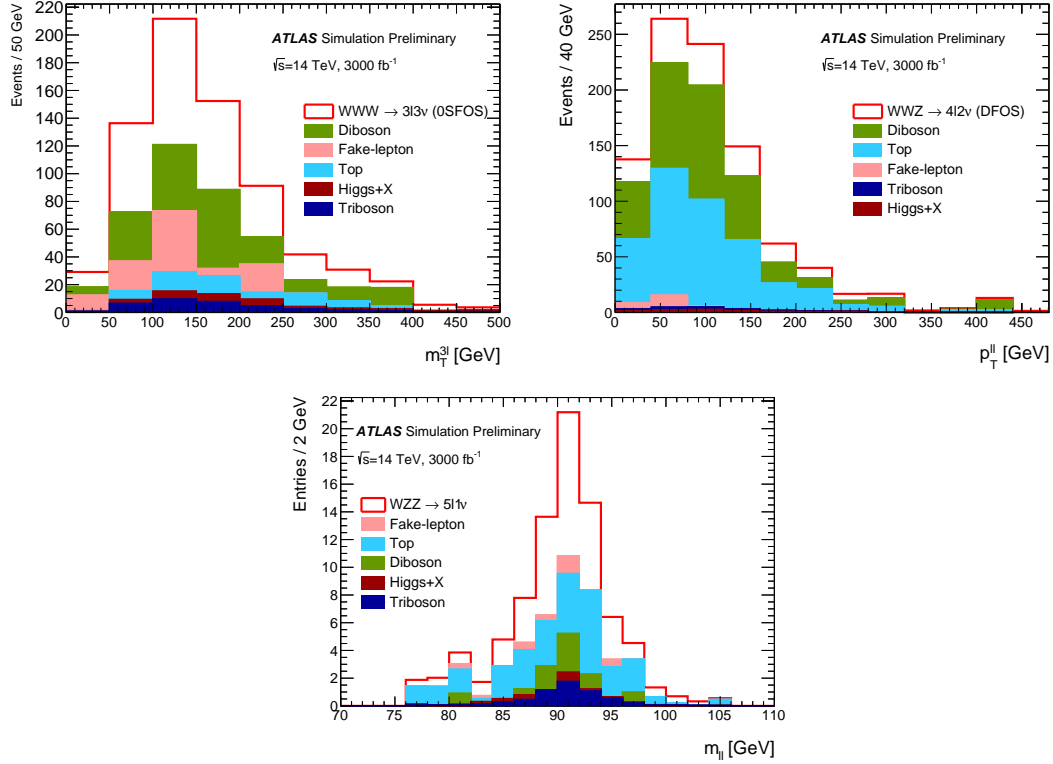 Events / 50 GeV
220
200
180
160
140
120
100
80
60
40
20
0
ATLAS Simulation Preliminary
√s=14 TeV, 3000 fb⁻¹
WWW → 3l3ν (0SFOS)
Diboson
Fake-lepton
Top
Higgs+X
Triboson
0 50 100 150 200 250 300 350 400 450 500
m_T^3l [GeV]
Events / 40 GeV
250
200
150
100
50
0
ATLAS Simulation Preliminary
√s=14 TeV, 3000 fb⁻¹
WWZ → 4l2ν (DFOS)
Diboson
Top
Fake-lepton
Triboson
Higgs+X
0 50 100 150 200 250 300 350 400 450
p_T^ll [GeV]
Entries / 2 GeV
22
20
18
16
14
12
10
8
6
4
2
0
ATLAS Simulation Preliminary
√s=14 TeV, 3000 fb⁻¹
WZZ → 5l1ν
Fake-lepton
Top
Diboson
Higgs+X
Triboson
70 75 80 85 90 95 100 105 110
m_ll [GeV]